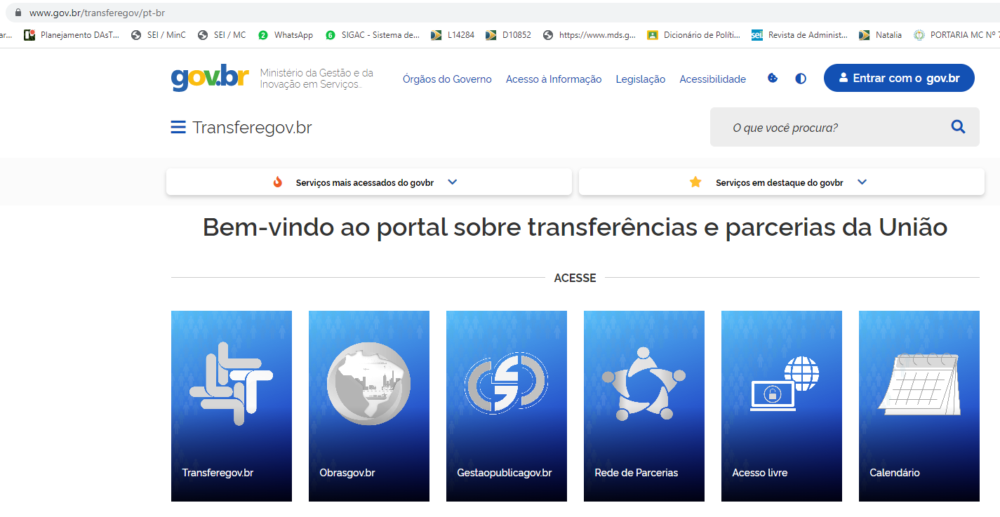 www.gov.br/transferegov/pt-br
ar... Planejamento DAsT... SEI / MinC SEI / MC 2 WhatsApp 6 SIGAC - Sistema de... L14284 D10852 https://www.mds.g... Dicionário de Políti... sei! Revista de Administ... Natalia PORTARIA MC Nº 7
gov.br Ministério da Gestão e da
Inovação em Serviços...
Órgãos do Governo Acesso à Informação Legislação Acessibilidade Entrar com o gov.br
Transferegov.br O que você procura?
Serviços mais acessados do govbr Serviços em destaque do govbr
Bem-vindo ao portal sobre transferências e parcerias da União
ACESSE
Transferegov.br Obrasgov.br Gestaopublicagov.br Rede de Parcerias Acesso livre Calendário